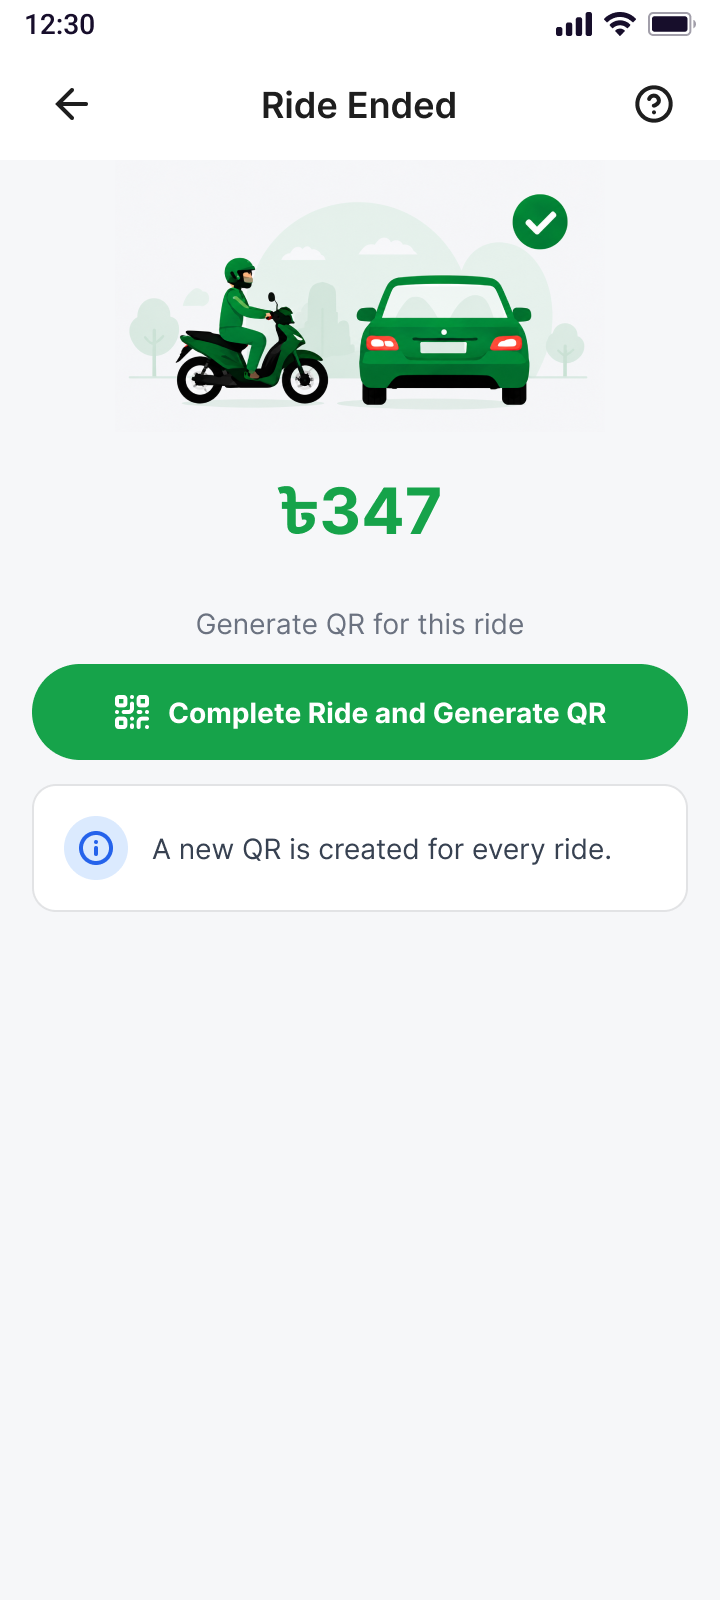 12:30
Ride Ended
৳347
Generate QR for this ride
Complete Ride and Generate QR
A new QR is created for every ride.